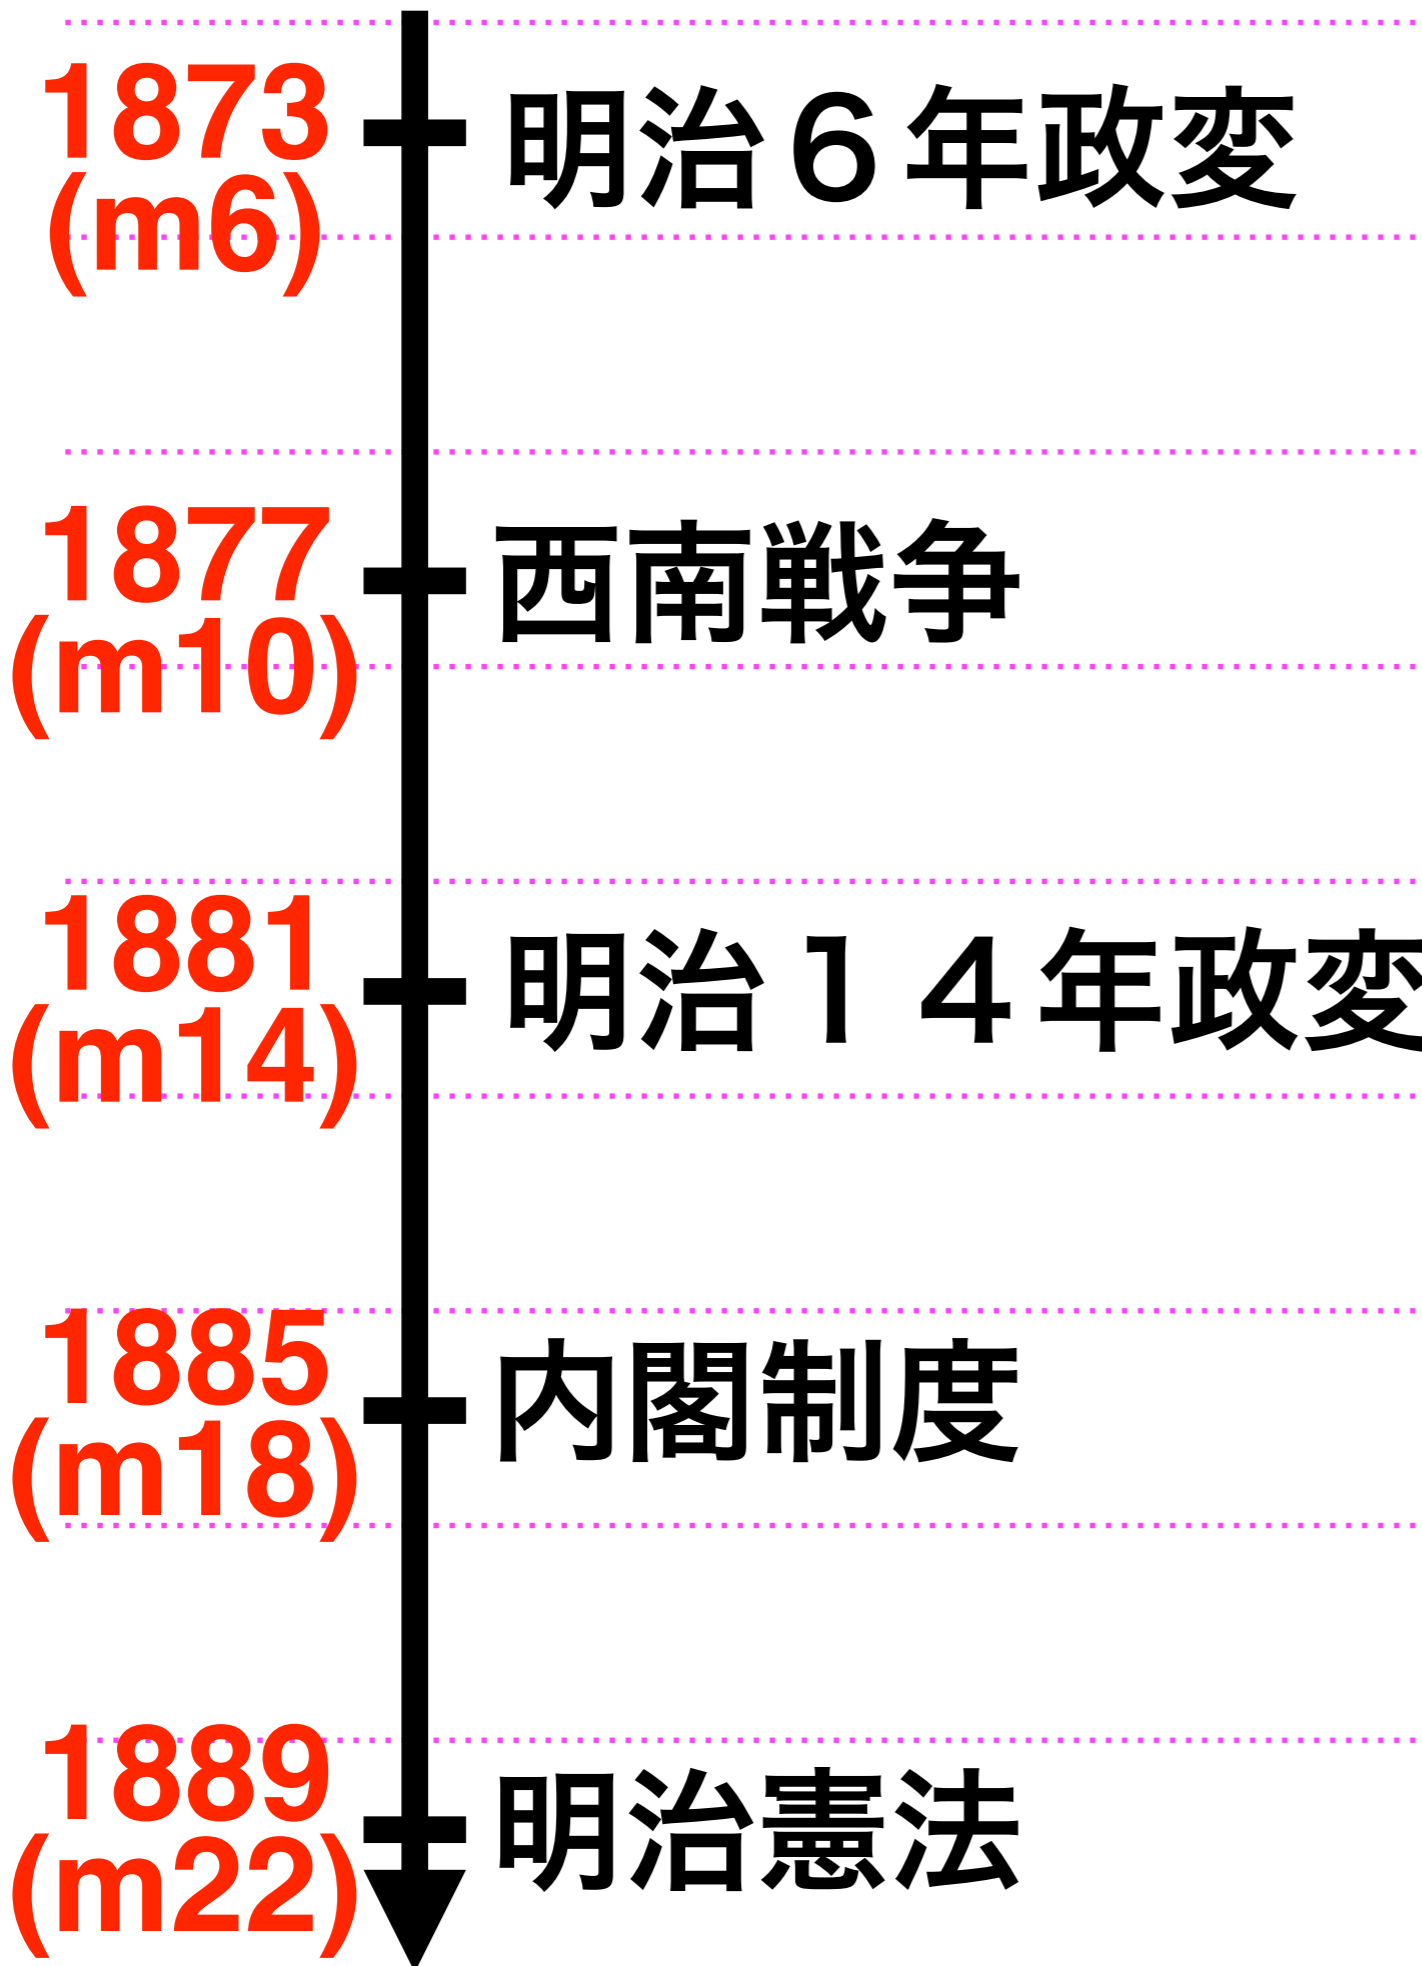 1873
(m6)
明治６年政変
1877
(m10)
西南戦争
1881
(m14)
明治１４年政変
1885
(m18)
内閣制度
1889
(m22)
明治憲法